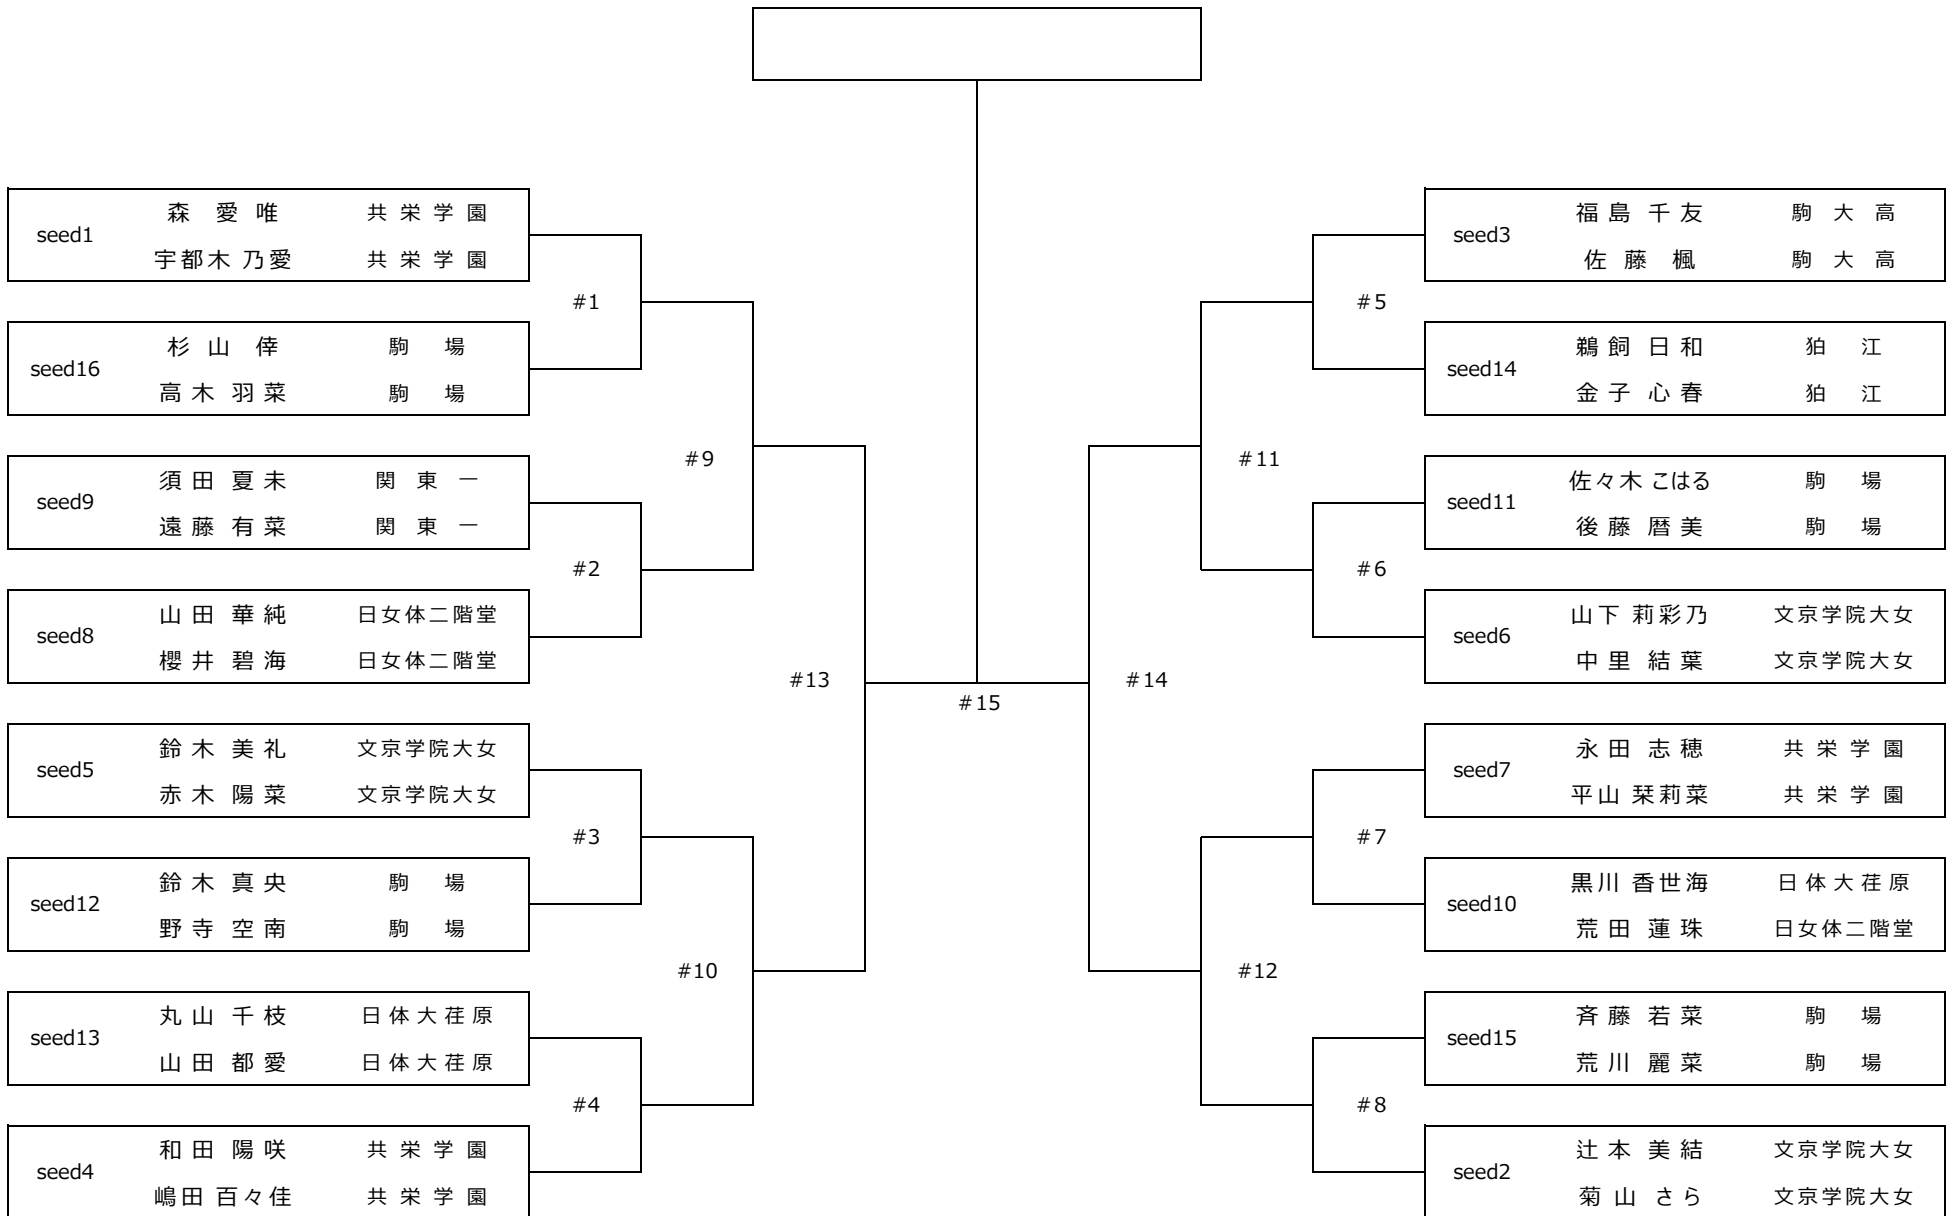 seed1
森 愛 唯 共 栄 学 園
宇都木 乃愛 共 栄 学 園
seed16
杉 山 倖 駒 場
高 木 羽 菜 駒 場
seed9
須 田 夏 未 関 東 一
遠 藤 有 菜 関 東 一
seed8
山 田 華 純 日女体二階堂
櫻 井 碧 海 日女体二階堂
seed5
鈴 木 美 礼 文京学院大女
赤 木 陽 菜 文京学院大女
seed12
鈴 木 真 央 駒 場
野 寺 空 南 駒 場
seed13
丸 山 千 枝 日 体 大 荏 原
山 田 都 愛 日 体 大 荏 原
seed4
和 田 陽 咲 共 栄 学 園
嶋田 百々佳 共 栄 学 園
#1
#2
#3
#4
#9
#10
#13
#15
#14
#11
#12
#5
#6
#7
#8
seed3
福 島 千 友 駒 大 高
佐 藤 楓 駒 大 高
seed14
鵜 飼 日 和 狛 江
金 子 心 春 狛 江
seed11
佐々木 こはる 駒 場
後 藤 暦 美 駒 場
seed6
山下 莉彩乃 文京学院大女
中 里 結 葉 文京学院大女
seed7
永 田 志 穂 共 栄 学 園
平山 栞莉菜 共 栄 学 園
seed10
黒川 香世海 日 体 大 荏 原
荒 田 蓮 珠 日女体二階堂
seed15
斉 藤 若 菜 駒 場
荒 川 麗 菜 駒 場
seed2
辻 本 美 結 文京学院大女
菊 山 さ ら 文京学院大女